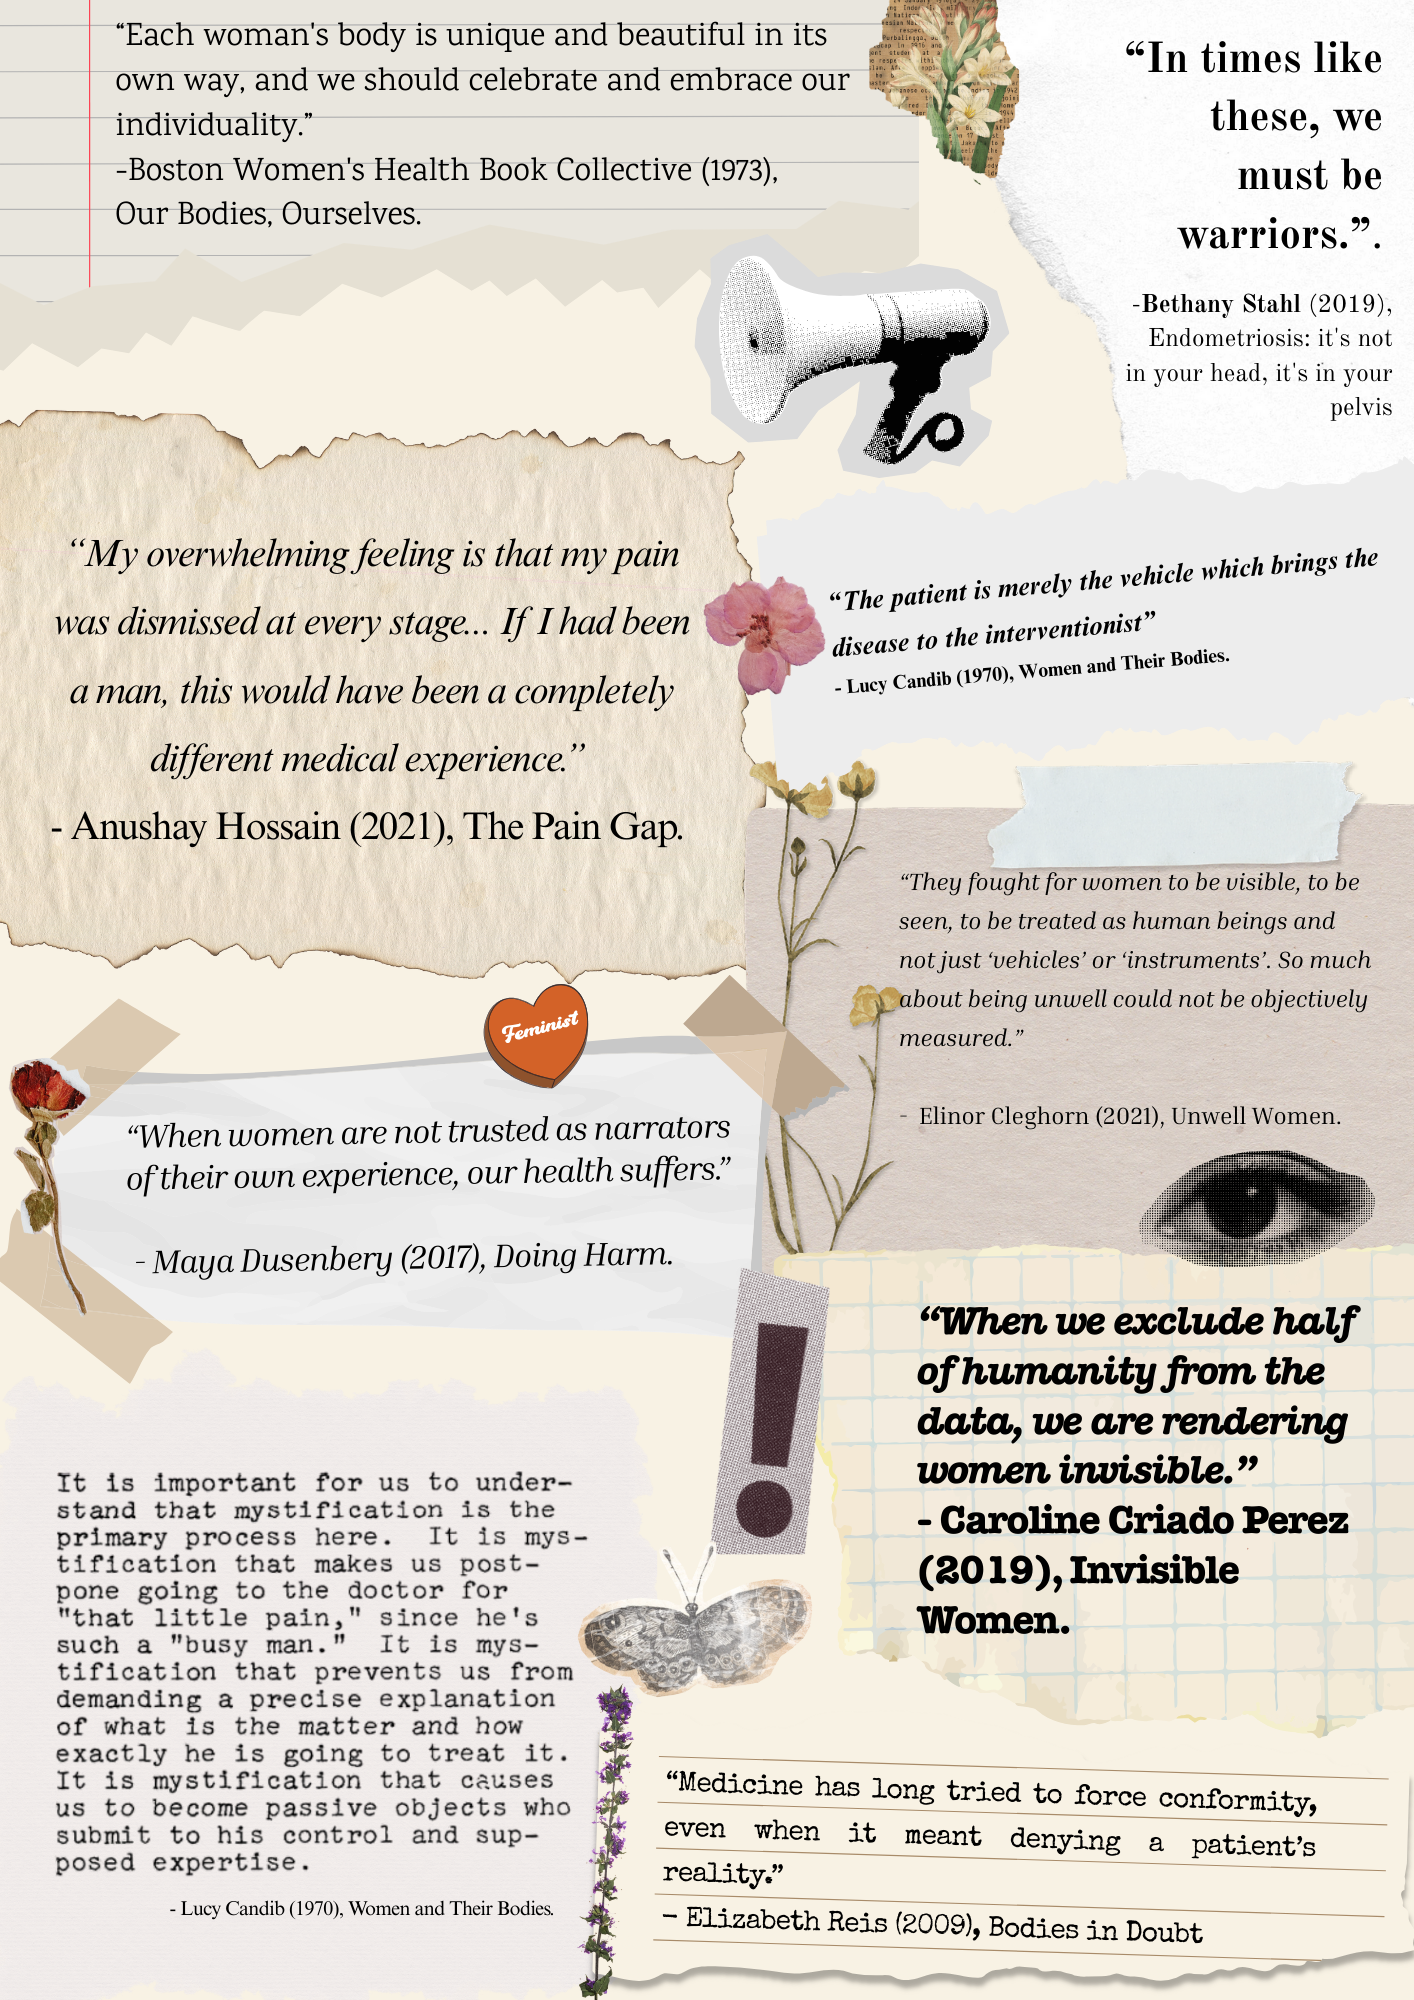 “Each woman's body is unique and beautiful in its
own way, and we should celebrate and embrace our
individuality.”
-Boston Women's Health Book Collective (1973),
Our Bodies, Ourselves.
“In times like
these, we
must be
warriors.”.
-Bethany Stahl (2019),
Endometriosis: it's not
in your head, it's in your
pelvis
“My overwhelming feeling is that my pain
was dismissed at every stage... If I had been
a man, this would have been a completely
different medical experience.”
- Anushay Hossain (2021), The Pain Gap.
“The patient is merely the vehicle which brings the
disease to the interventionist”
- Lucy Candib (1970), Women and Their Bodies.
“They fought for women to be visible, to be
seen, to be treated as human beings and
not just ‘vehicles’ or ‘instruments’. So much
about being unwell could not be objectively
measured.”
- Elinor Cleghorn (2021), Unwell Women.
Feminist
“When women are not trusted as narrators
of their own experience, our health suffers.”
- Maya Dusenbery (2017), Doing Harm.
!
“When we exclude half
of humanity from the
data, we are rendering
women invisible.”
- Caroline Criado Perez
(2019), Invisible
Women.
It is important for us to under-
stand that mystification is the
primary process here. It is mys-
tification that makes us post-
pone going to the doctor for
"that little pain," since he's
such a "busy man." It is mys-
tification that prevents us from
demanding a precise explanation
of what is the matter and how
exactly he is going to treat it.
It is mystification that causes
us to become passive objects who
submit to his control and sup-
posed expertise.
- Lucy Candib (1970), Women and Their Bodies.
“Medicine has long tried to force conformity,
even when it meant denying a patient’s
reality.”
- Elizabeth Reis (2009), Bodies in Doubt